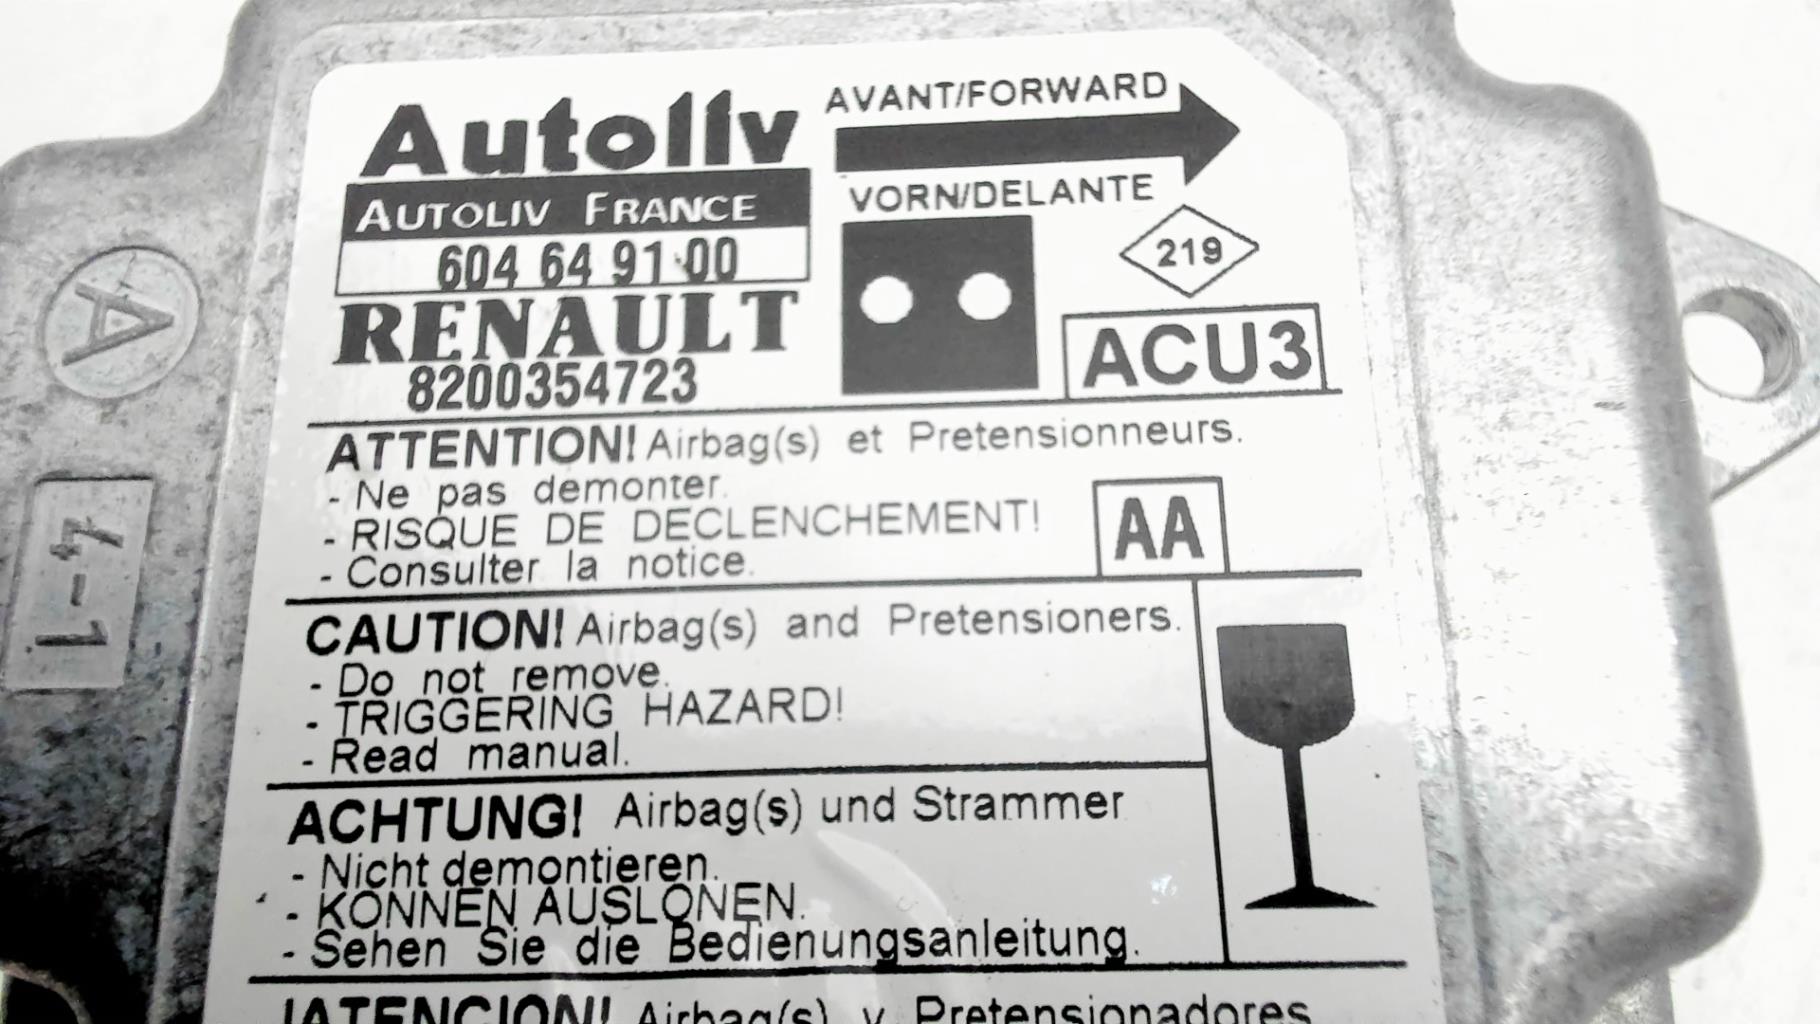 Autoliv
AUTOLIV FRANCE
604 64 91 00
RENAULT
8200354723
AVANT/FORWARD
VORN/DELANTE
219
ACU3
ATTENTION! Airbag(s) et Pretensionneurs.
- Ne pas demonter.
- RISQUE DE DECLENCHEMENT!
- Consulter la notice.
AA
CAUTION! Airbag(s) and Pretensioners.
- Do not remove.
- TRIGGERING HAZARD!
- Read manual.
ACHTUNG! Airbag(s) und Strammer
- Nicht demontieren.
- KONNEN AUSLONEN.
- Sehen Sie die Bedienungsanleitung.
¡ATENCION! Airbag(s) y Pretensionadores
A
4-1